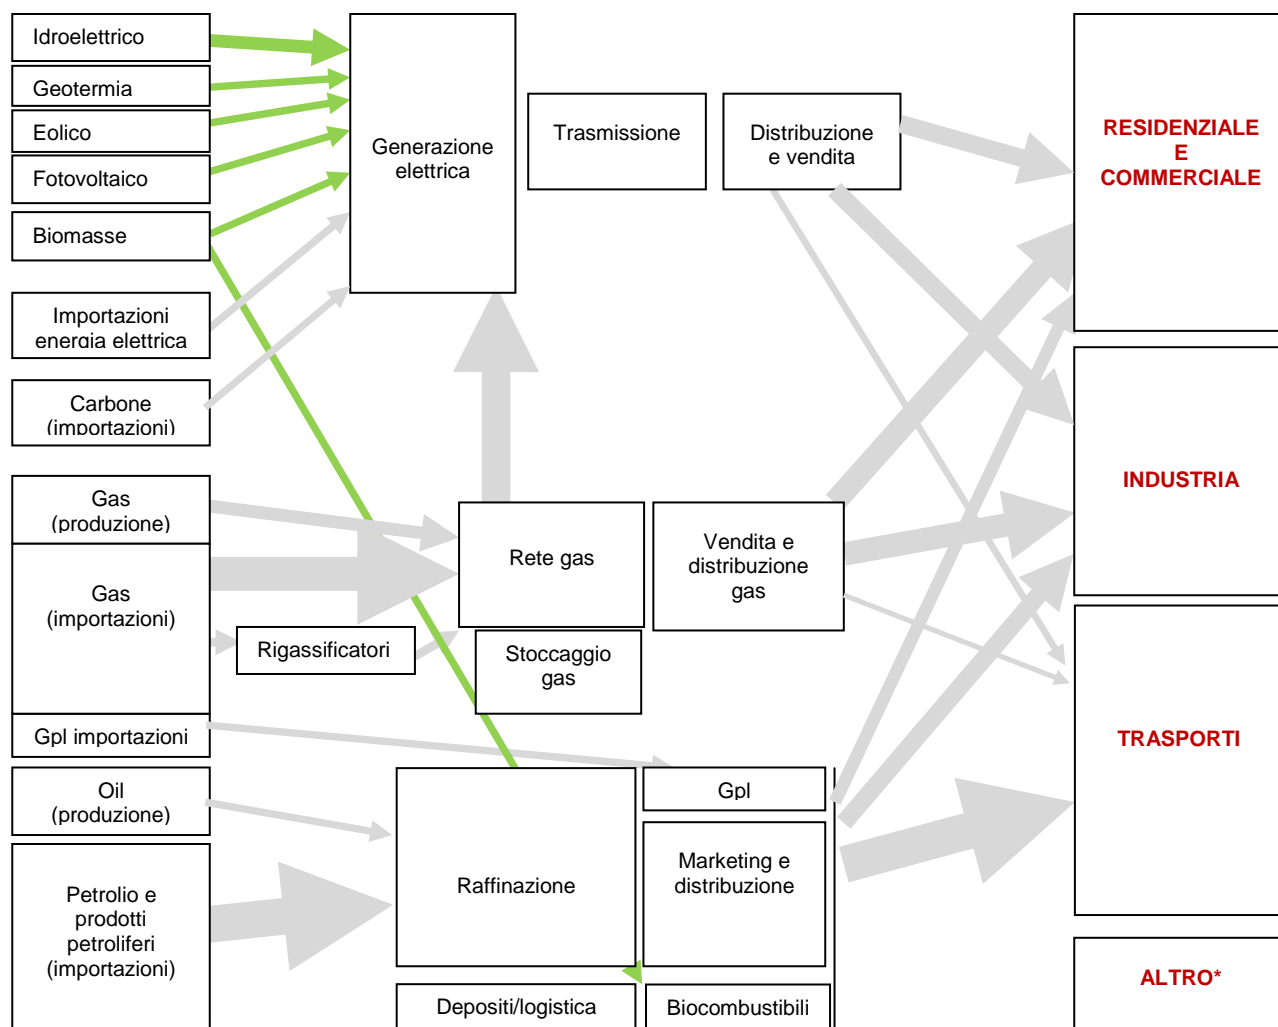 Idroelettrico
Geotermia
Eolico
Fotovoltaico
Biomasse
Importazioni
energia elettrica
Carbone
(importazioni)
Gas
(produzione)
Gas
(importazioni)
Rigassificatori
Gpl importazioni
Oil
(produzione)
Petrolio e
prodotti
petroliferi
(importazioni)
Generazione
elettrica
Trasmissione
Distribuzione
e vendita
Rete gas
Vendita e
distribuzione
gas
Stoccaggio
gas
Raffinazione
Gpl
Marketing e
distribuzione
Depositi/logistica
Biocombustibili
RESIDENZIALE
E
COMMERCIALE
INDUSTRIA
TRASPORTI
ALTRO*